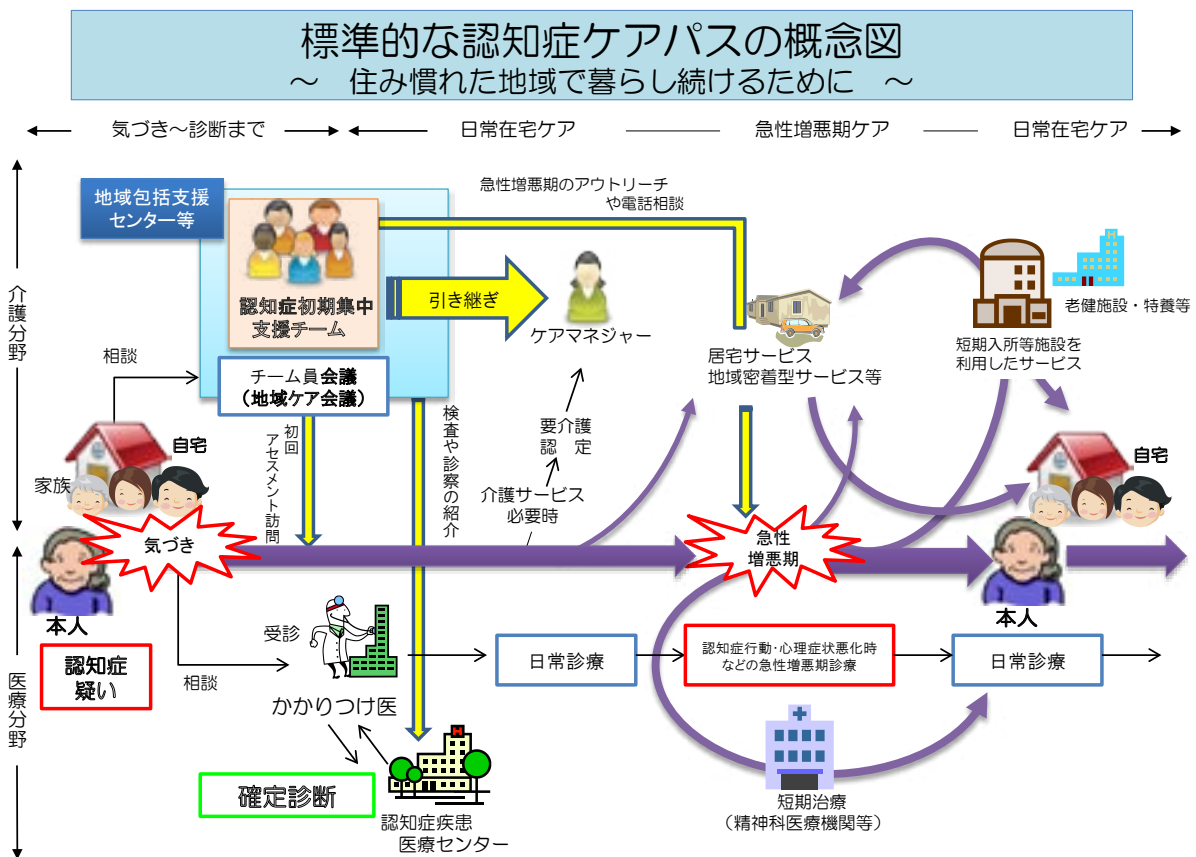 標準的な認知症ケアパスの概念図
～　住み慣れた地域で暮らし続けるために　～
気づき～診断まで
日常在宅ケア
急性増悪期ケア
日常在宅ケア
介護分野
医療分野
地域包括支援
センター等
認知症初期集中
支援チーム
チーム員会議
（地域ケア会議）
急性増悪期のアウトリーチ
や電話相談
引き継ぎ
ケアマネジャー
居宅サービス
地域密着型サービス等
老健施設・特養等
短期入所等施設を
利用したサービス
相談
自宅
家族
気づき
本人
認知症
疑い
初回
アセスメント訪問
検査や診察の紹介
要介護
認　定
介護サービス
必要時
急性
増悪期
自宅
本人
相談
受診
かかりつけ医
確定診断
認知症疾患
医療センター
日常診療
認知症行動・心理症状悪化時
などの急性増悪期診療
日常診療
短期治療
（精神科医療機関等）
H
H